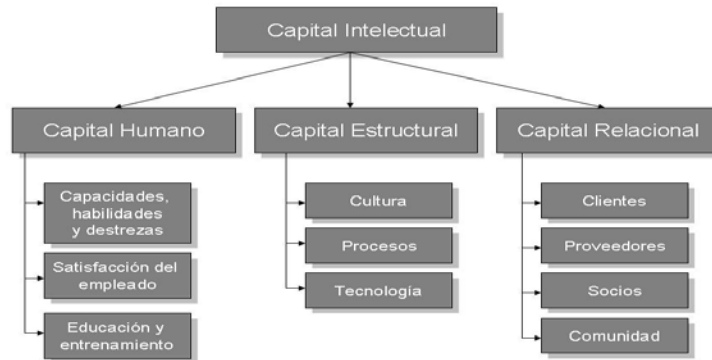 Capital Intelectual
Capital Humano
Capital Estructural
Capital Relacional
Capacidades,
habilidades
y destrezas
Satisfacción del
empleado
Educación y
entrenamiento
Cultura
Procesos
Tecnología
Clientes
Proveedores
Socios
Comunidad